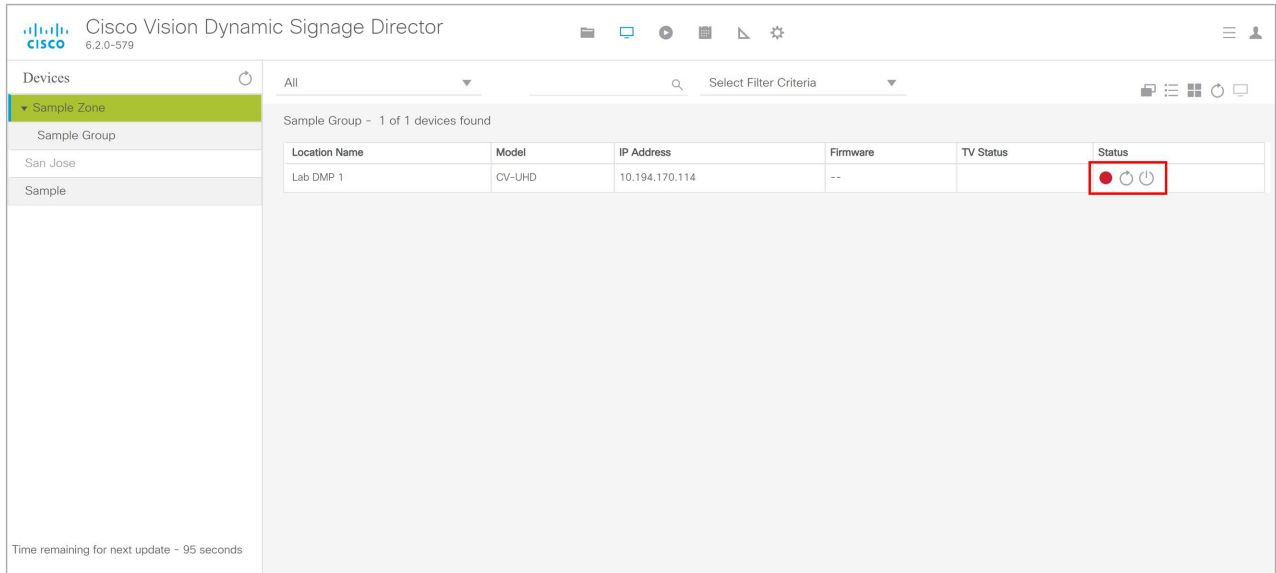 Cisco Vision Dynamic Signage Director
CISCO
6.2.0-579
Devices
Sample Zone
Sample Group
San Jose
Sample
Time remaining for next update - 95 seconds
All
Select Filter Criteria
Sample Group - 1 of 1 devices found
Location Name Model IP Address Firmware TV Status Status
Lab DMP 1 CV-UHD 10.194.170.114 --